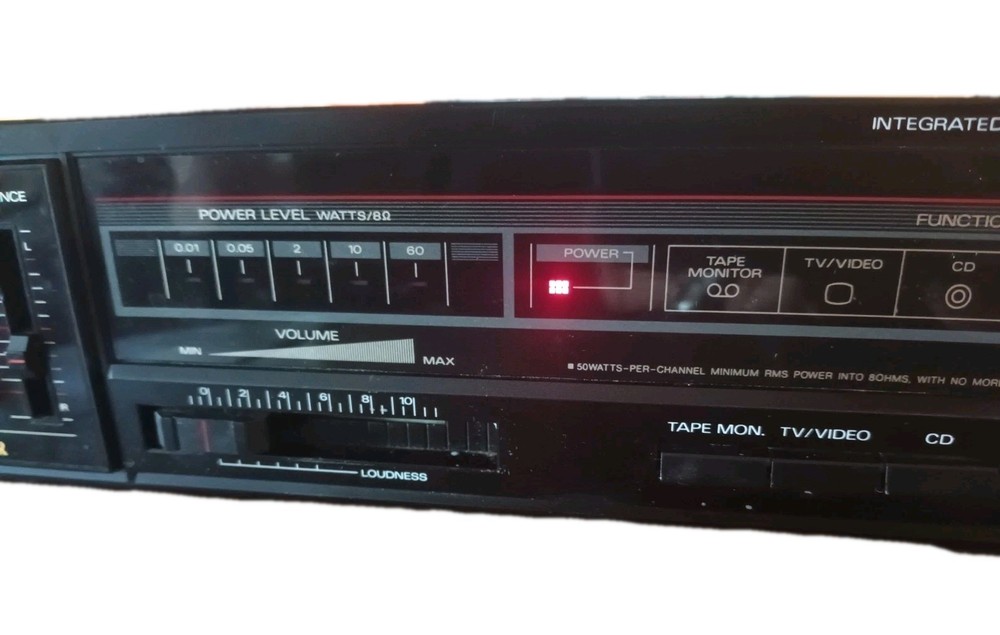 INTEGRATED
NCE
POWER LEVEL WATTS/8Ω
FUNCTIO
0.01 0.05 2 10 60
POWER
TAPE
MONITOR
TV/VIDEO
CD
L
VOLUME
MIN
MAX
■ 50WATTS-PER-CHANNEL MINIMUM RMS POWER INTO 8OHMS, WITH NO MOR
0 2 4 6 8 10
R
TAPE MON. TV/VIDEO CD
R
LOUDNESS